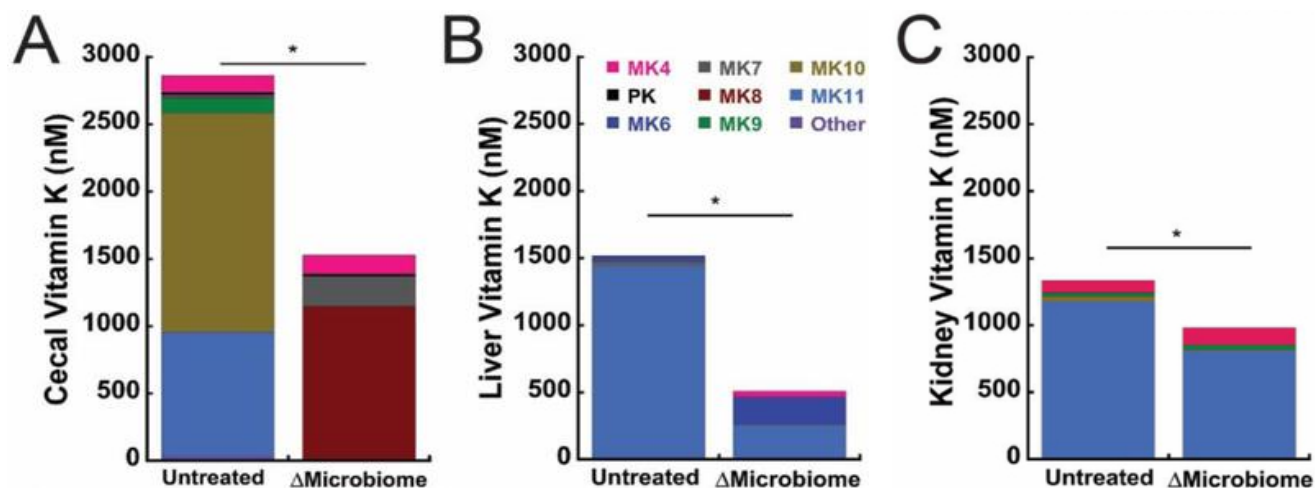 A
Cecal Vitamin K (nM)
3000
2500
2000
1500
1000
500
0
*
Untreated ΔMicrobiome
B
Liver Vitamin K (nM)
3000
2500
2000
1500
1000
500
0
MK4 MK7 MK10
PK MK8 MK11
MK6 MK9 Other
*
Untreated ΔMicrobiome
C
Kidney Vitamin K (nM)
3000
2500
2000
1500
1000
500
0
*
Untreated ΔMicrobiome